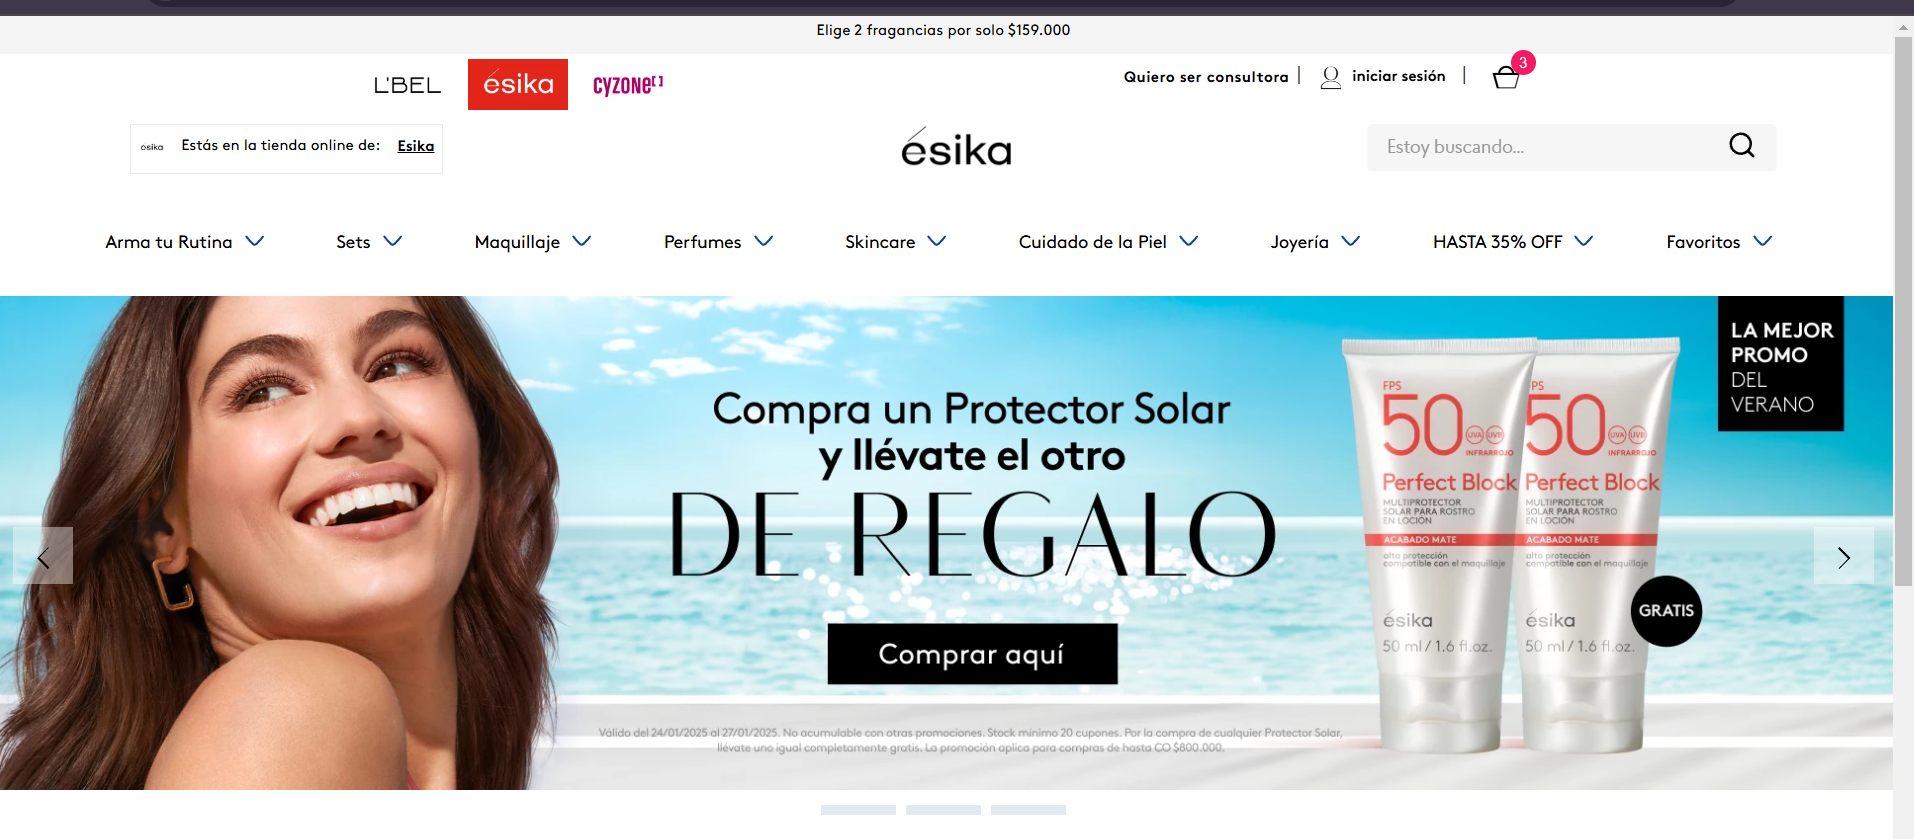 Elige 2 fragancias por solo $159.000
L'BEL
ésika
CYZONE
Quiero ser consultora
iniciar sesión
3
ésika
Estás en la tienda online de:
Esika
ésika
Estoy buscando...
Arma tu Rutina
Sets
Maquillaje
Perfumes
Skincare
Cuidado de la Piel
Joyería
HASTA 35% OFF
Favoritos
Compra un Protector Solar
y llévate el otro
DE REGALO
Comprar aquí
Válido del 24/01/2025 al 27/01/2025. No acumulable con otras promociones. Stock mínimo 20 cupones. Por la compra de cualquier Protector Solar,
llévate uno igual completamente gratis. La promoción aplica para compras de hasta CO $800.000.
FPS
50
UVA UVB
INFRARROJO
Perfect Block
MULTIPROTECTOR
SOLAR PARA ROSTRO
EN LOCIÓN
ACABADO MATE
alta protección
compatible con el maquillaje
ésika
50 ml / 1.6 fl.oz.
FPS
50
UVA UVB
INFRARROJO
Perfect Block
MULTIPROTECTOR
SOLAR PARA ROSTRO
EN LOCIÓN
ACABADO MATE
alta protección
compatible con el maquillaje
ésika
50 ml / 1.6 fl.oz.
GRATIS
LA MEJOR
PROMO
DEL
VERANO